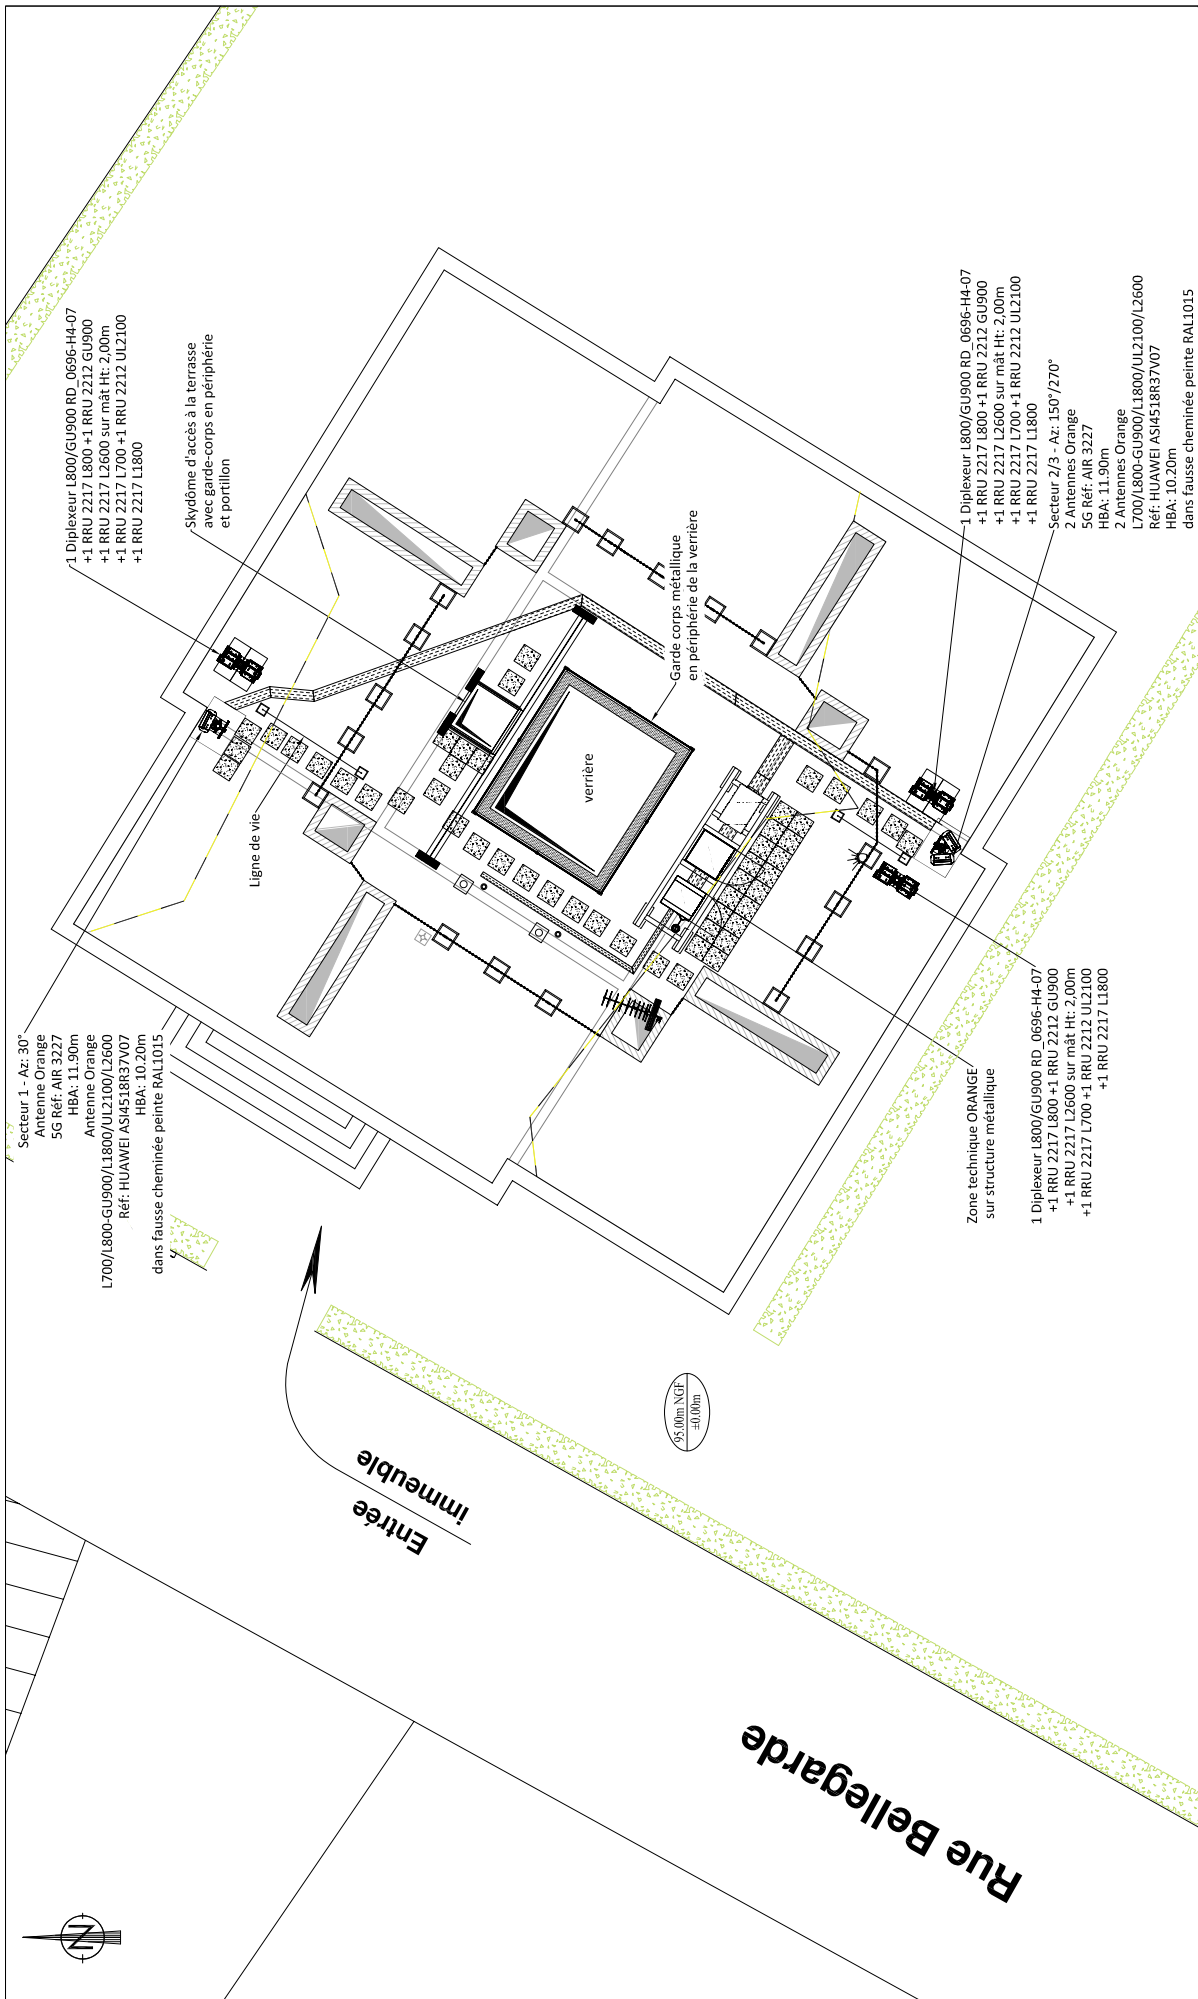 Secteur 1 - Az: 30°
Antenne Orange
5G Réf: AIR 3227
HBA: 11.90m
Antenne Orange
L700/L800-GU900/L1800/UL2100/L2600
Réf: HUAWEI ASI4518R37V07
HBA: 10.20m
dans fausse cheminée peinte RAL1015
1 Diplexeur L800/GU900 RD_0696-H4-07
+1 RRU 2217 L800 +1 RRU 2212 GU900
+1 RRU 2217 L2600 sur mât Ht: 2,00m
+1 RRU 2217 L700 +1 RRU 2212 UL2100
+1 RRU 2217 L1800
Skydôme d'accès à la terrasse
avec garde-corps en périphérie
et portillon
Ligne de vie
verrière
Garde corps métallique
en périphérie de la verrière
1 Diplexeur L800/GU900 RD_0696-H4-07
+1 RRU 2217 L800 +1 RRU 2212 GU900
+1 RRU 2217 L2600 sur mât Ht: 2,00m
+1 RRU 2217 L700 +1 RRU 2212 UL2100
+1 RRU 2217 L1800
Secteur 2/3 - Az: 150°/270°
2 Antennes Orange
5G Réf: AIR 3227
HBA: 11.90m
2 Antennes Orange
L700/L800-GU900/L1800/UL2100/L2600
Réf: HUAWEI ASI4518R37V07
HBA: 10.20m
dans fausse cheminée peinte RAL1015
Zone technique ORANGE
sur structure métallique
1 Diplexeur L800/GU900 RD_0696-H4-07
+1 RRU 2217 L800 +1 RRU 2212 GU900
+1 RRU 2217 L2600 sur mât Ht: 2,00m
+1 RRU 2217 L700 +1 RRU 2212 UL2100
+1 RRU 2217 L1800
95.00m NGF
±0.00m
Entrée
immeuble
Rue Bellegarde
N